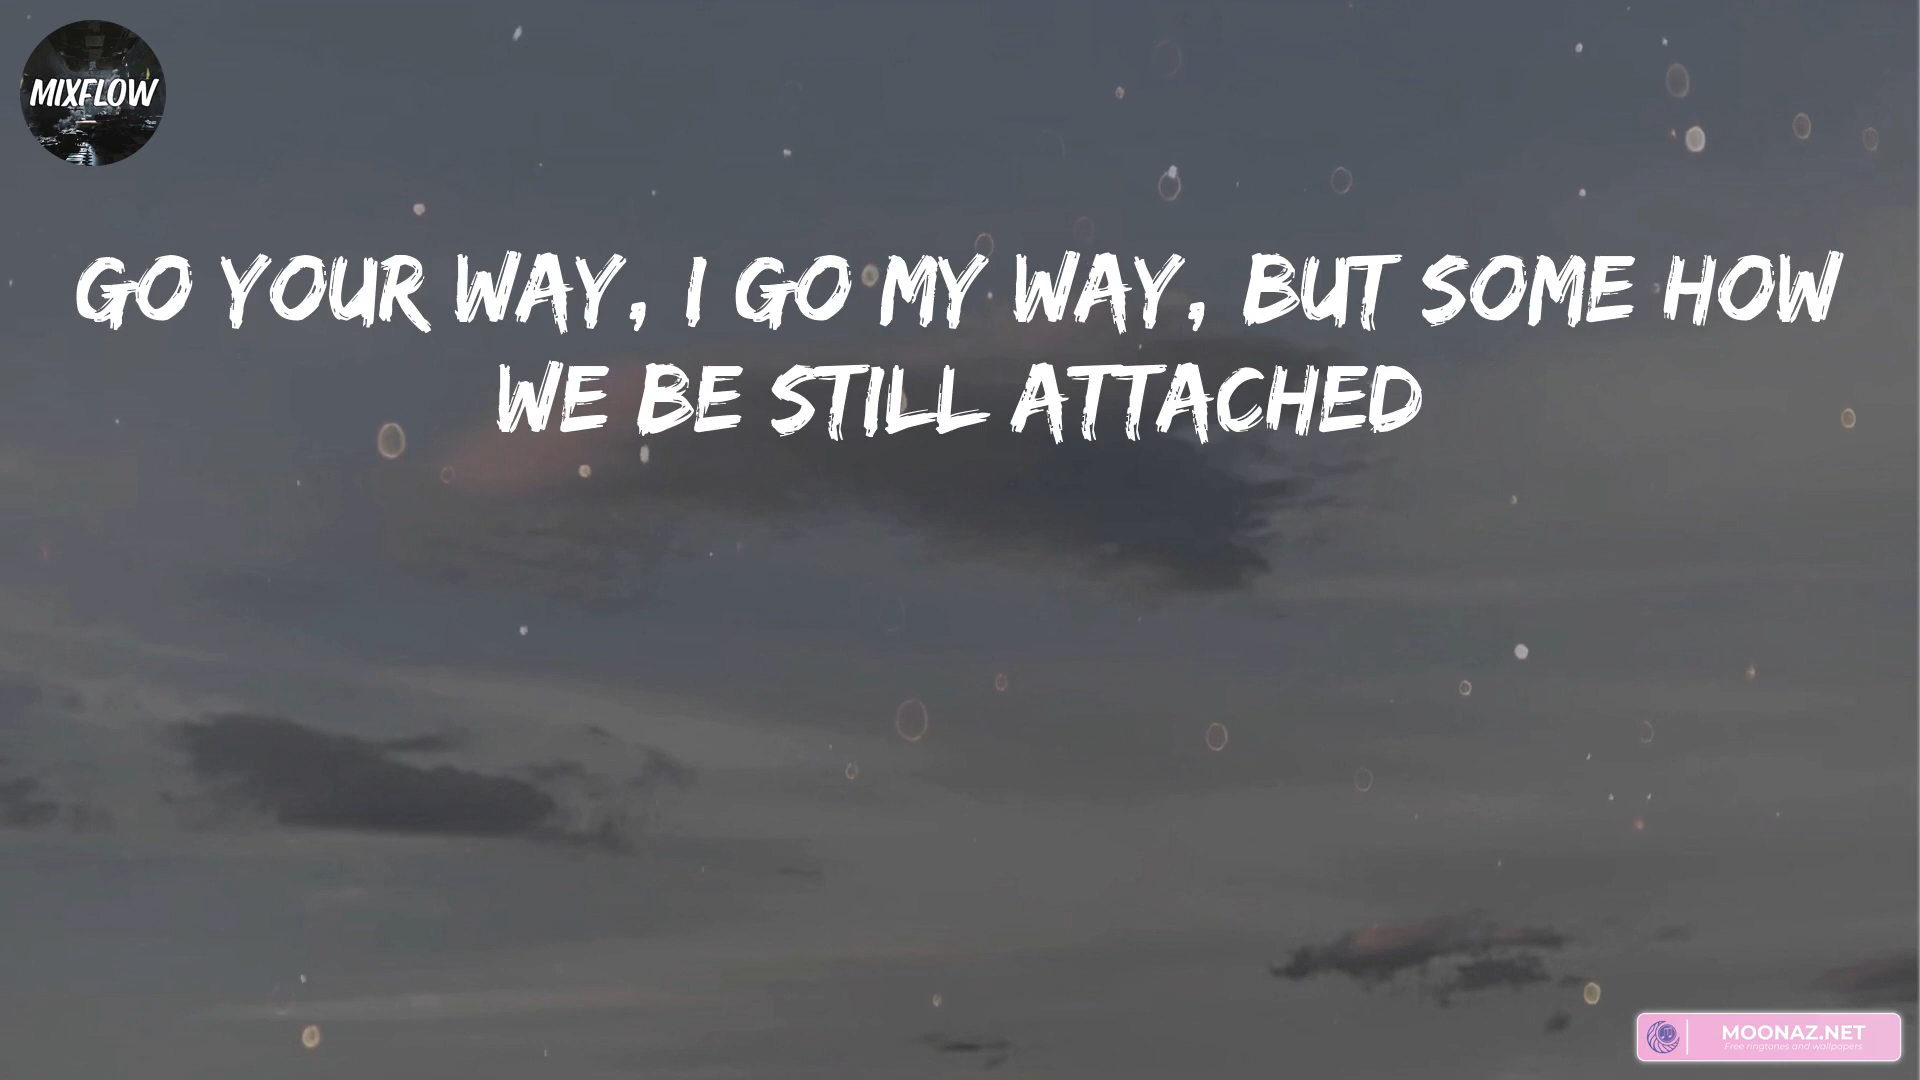 MIXFLOW
GO YOUR WAY, I GO MY WAY, BUT SOME HOW
WE BE STILL ATTACHED
MOONAZ.NET
Free ringtones and wallpapers